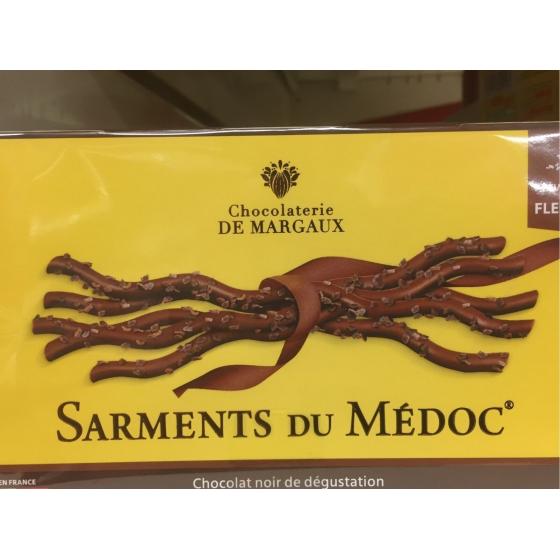 Chocolaterie
DE MARGAUX
FLE
SARMENTS DU MÉDOC®
EN FRANCE
Chocolat noir de dégustation